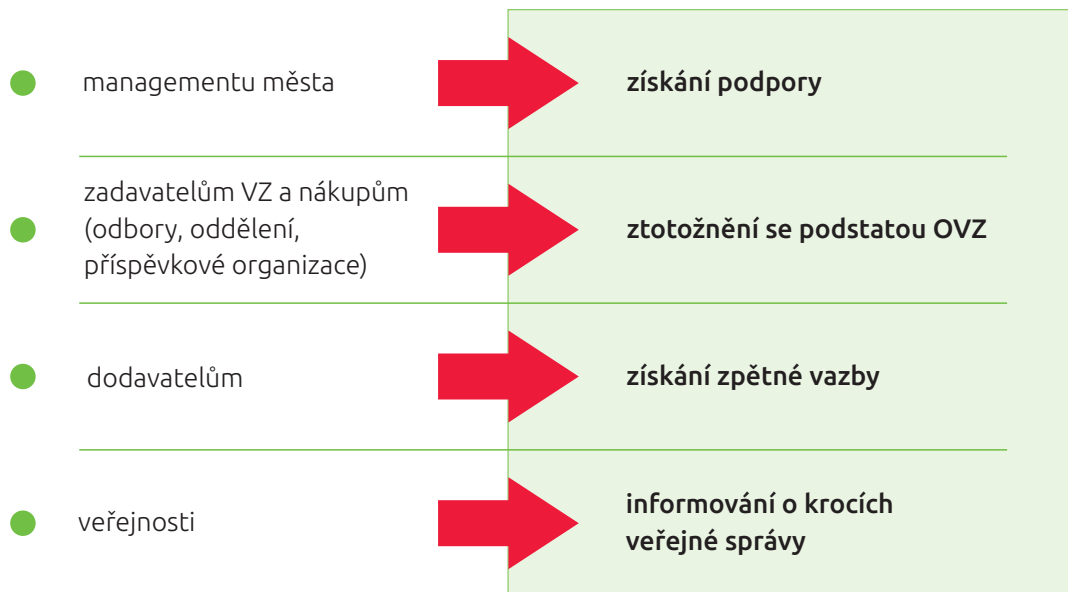 managementu města
získání podpory
zadavatelům VZ a nákupům
(odbory, oddělení,
příspěvkové organizace)
ztotožnění se podstatou OVZ
dodavatelům
získání zpětné vazby
veřejnosti
informování o krocích
veřejné správy